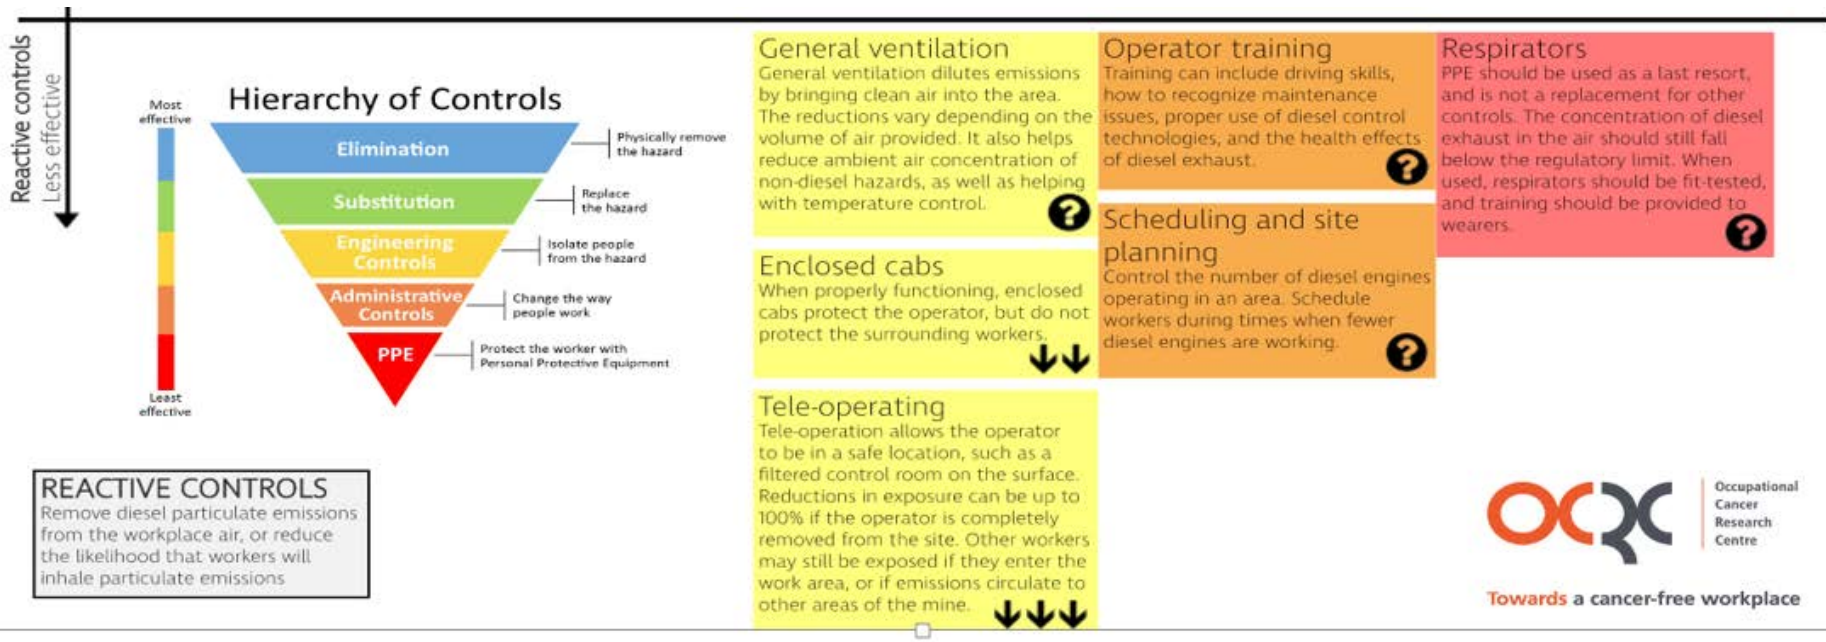 Reactive controls
Less effective
Hierarchy of Controls
Most
effective
Least
effective
Elimination
Physically remove
the hazard
Substitution
Replace
the hazard
Engineering
Controls
Isolate people
from the hazard
Administrative
Controls
Change the way
people work
PPE
Protect the worker with
Personal Protective Equipment
REACTIVE CONTROLS
Remove diesel particulate emissions
from the workplace air, or reduce
the likelihood that workers will
inhale particulate emissions
General ventilation
General ventilation dilutes emissions
by bringing clean air into the area.
The reductions vary depending on the
volume of air provided. It also helps
reduce ambient air concentration of
non-diesel hazards, as well as helping
with temperature control.
?
Enclosed cabs
When properly functioning, enclosed
cabs protect the operator, but do not
protect the surrounding workers.
Tele-operating
Tele-operation allows the operator
to be in a safe location, such as a
filtered control room on the surface.
Reductions in exposure can be up to
100% if the operator is completely
removed from the site. Other workers
may still be exposed if they enter the
work area, or if emissions circulate to
other areas of the mine.
Operator training
Training can include driving skills,
how to recognize maintenance
issues, proper use of diesel control
technologies, and the health effects
of diesel exhaust.
?
Scheduling and site
planning
Control the number of diesel engines
operating in an area. Schedule
workers during times when fewer
diesel engines are working.
?
Respirators
PPE should be used as a last resort,
and is not a replacement for other
controls. The concentration of diesel
exhaust in the air should still fall
below the regulatory limit. When
used, respirators should be fit-tested,
and training should be provided to
wearers.
?
OCRC
Occupational
Cancer
Research
Centre
Towards a cancer-free workplace